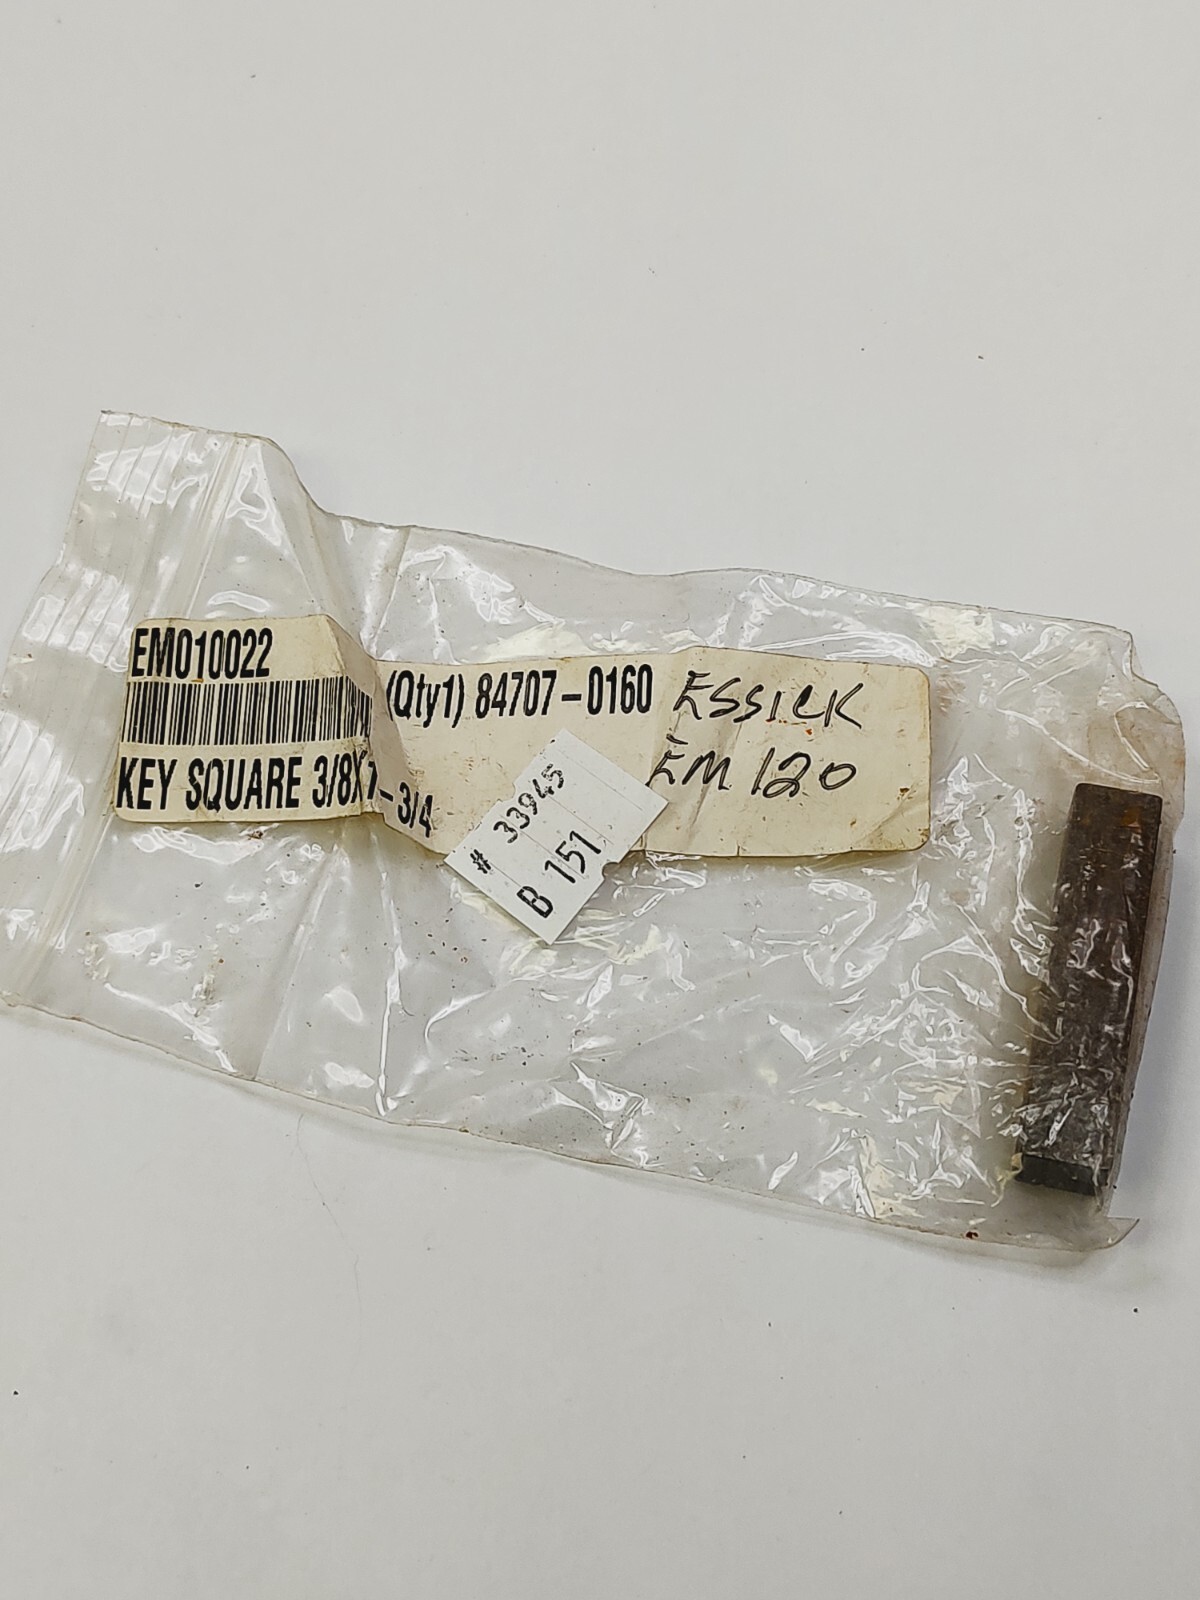 EM010022
(Qty1) 84707-0160
KEY SQUARE 3/8X1-3/4
ESSICK
EM 120
# 33945
B 151